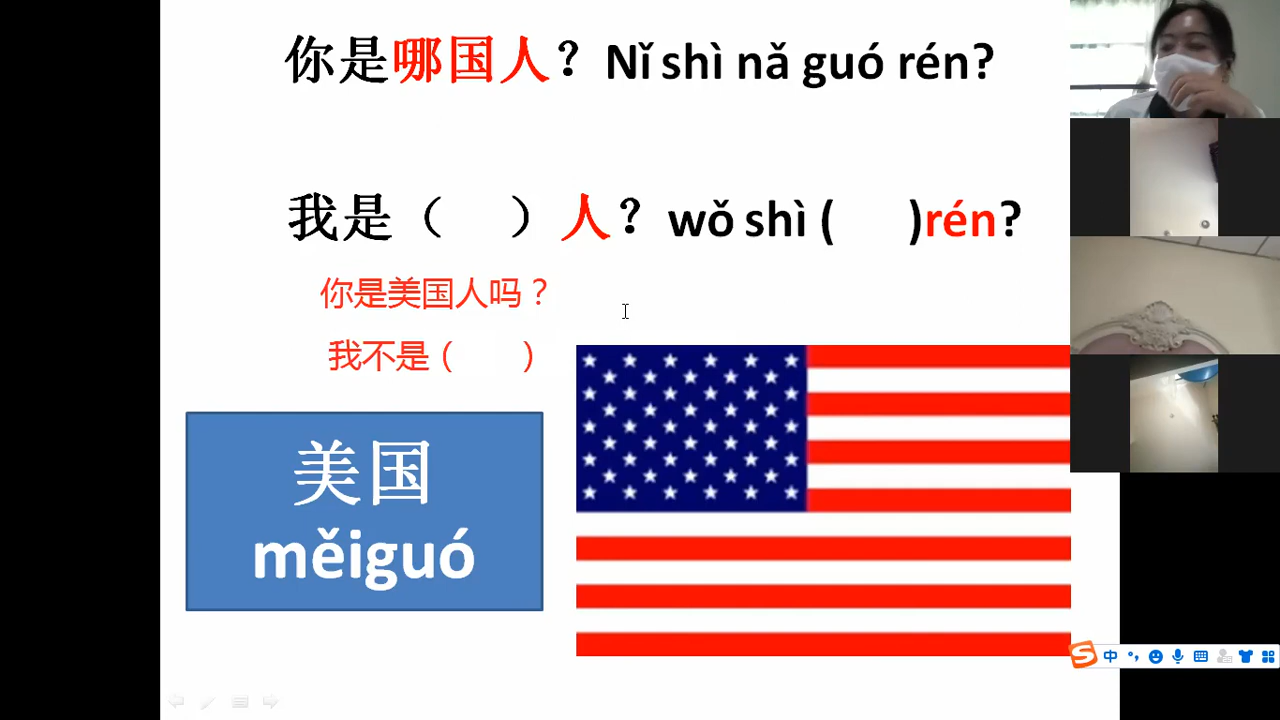 你是哪国人？Nǐ shì nǎ guó rén?
我是（ ）人？wǒ shì ( )rén?
你是美国人吗？
我不是（ ）
美国
měiguó
中